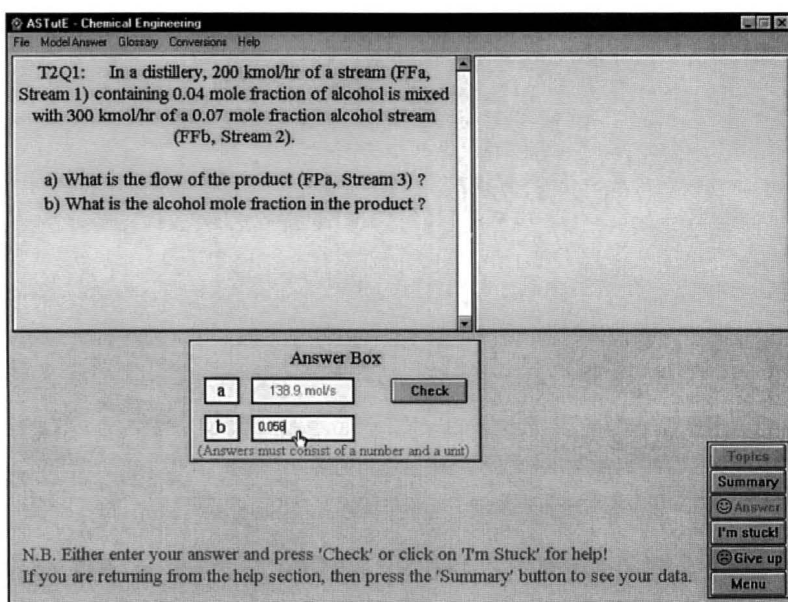 ASTutE - Chemical Engineering
File Model Answer Glossary Conversions Help
T2Q1: In a distillery, 200 kmol/hr of a stream (FFa,
Stream 1) containing 0.04 mole fraction of alcohol is mixed
with 300 kmol/hr of a 0.07 mole fraction alcohol stream
(FFb, Stream 2).
a) What is the flow of the product (FPa, Stream 3) ?
b) What is the alcohol mole fraction in the product ?
Answer Box
a 138.9 mol/s Check
b 0.058
(Answers must consist of a number and a unit)
Topics
Summary
Answer
I'm stuck!
Give up
Menu
N.B. Either enter your answer and press 'Check' or click on 'I'm Stuck' for help!
If you are returning from the help section, then press the 'Summary' button to see your data.